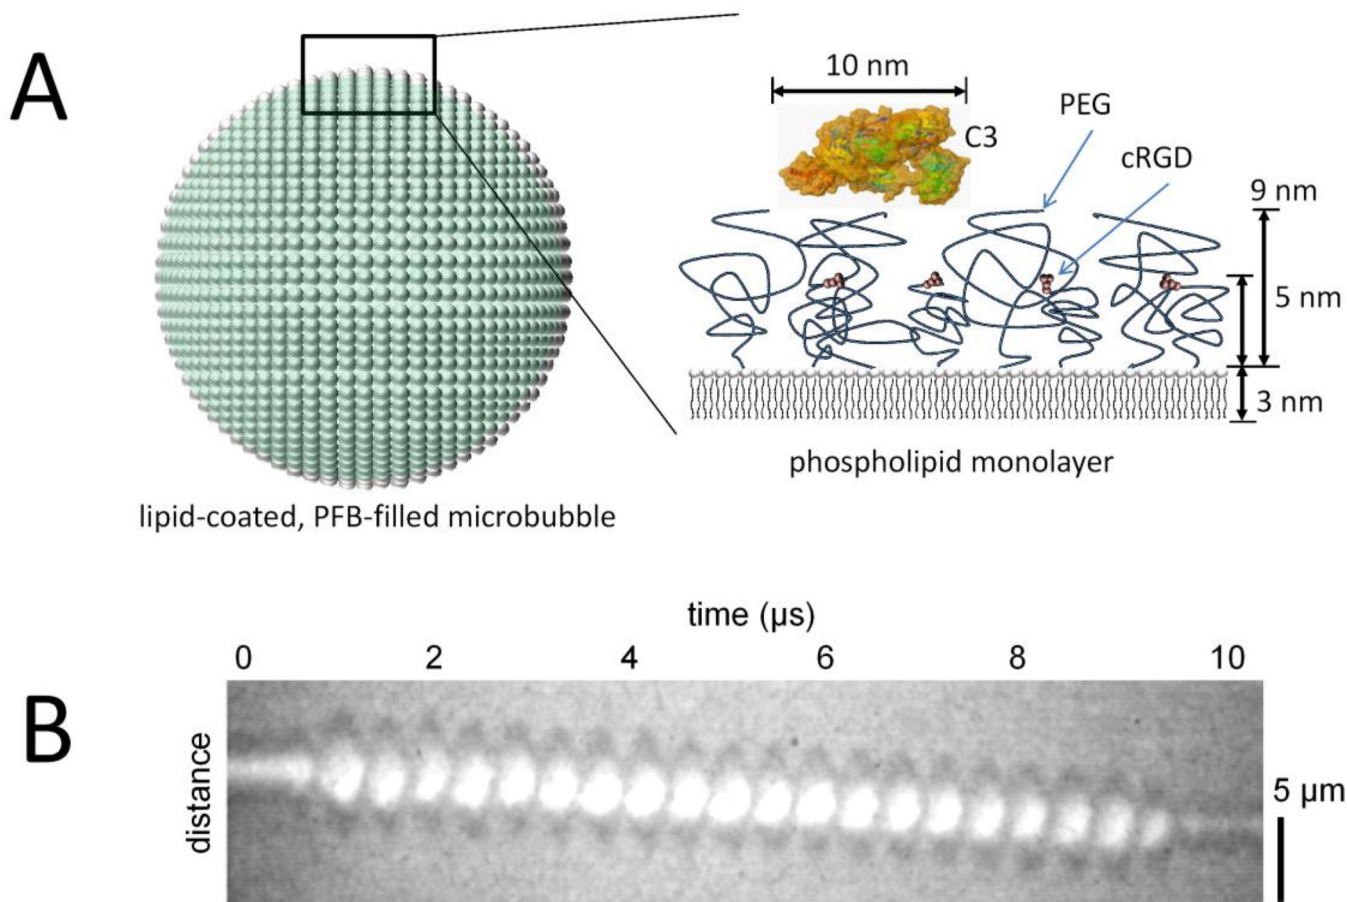 A
10 nm
C3
PEG
cRGD
9 nm
5 nm
3 nm
phospholipid monolayer
lipid-coated, PFB-filled microbubble
B
time (μs)
0 2 4 6 8 10
distance
5 μm